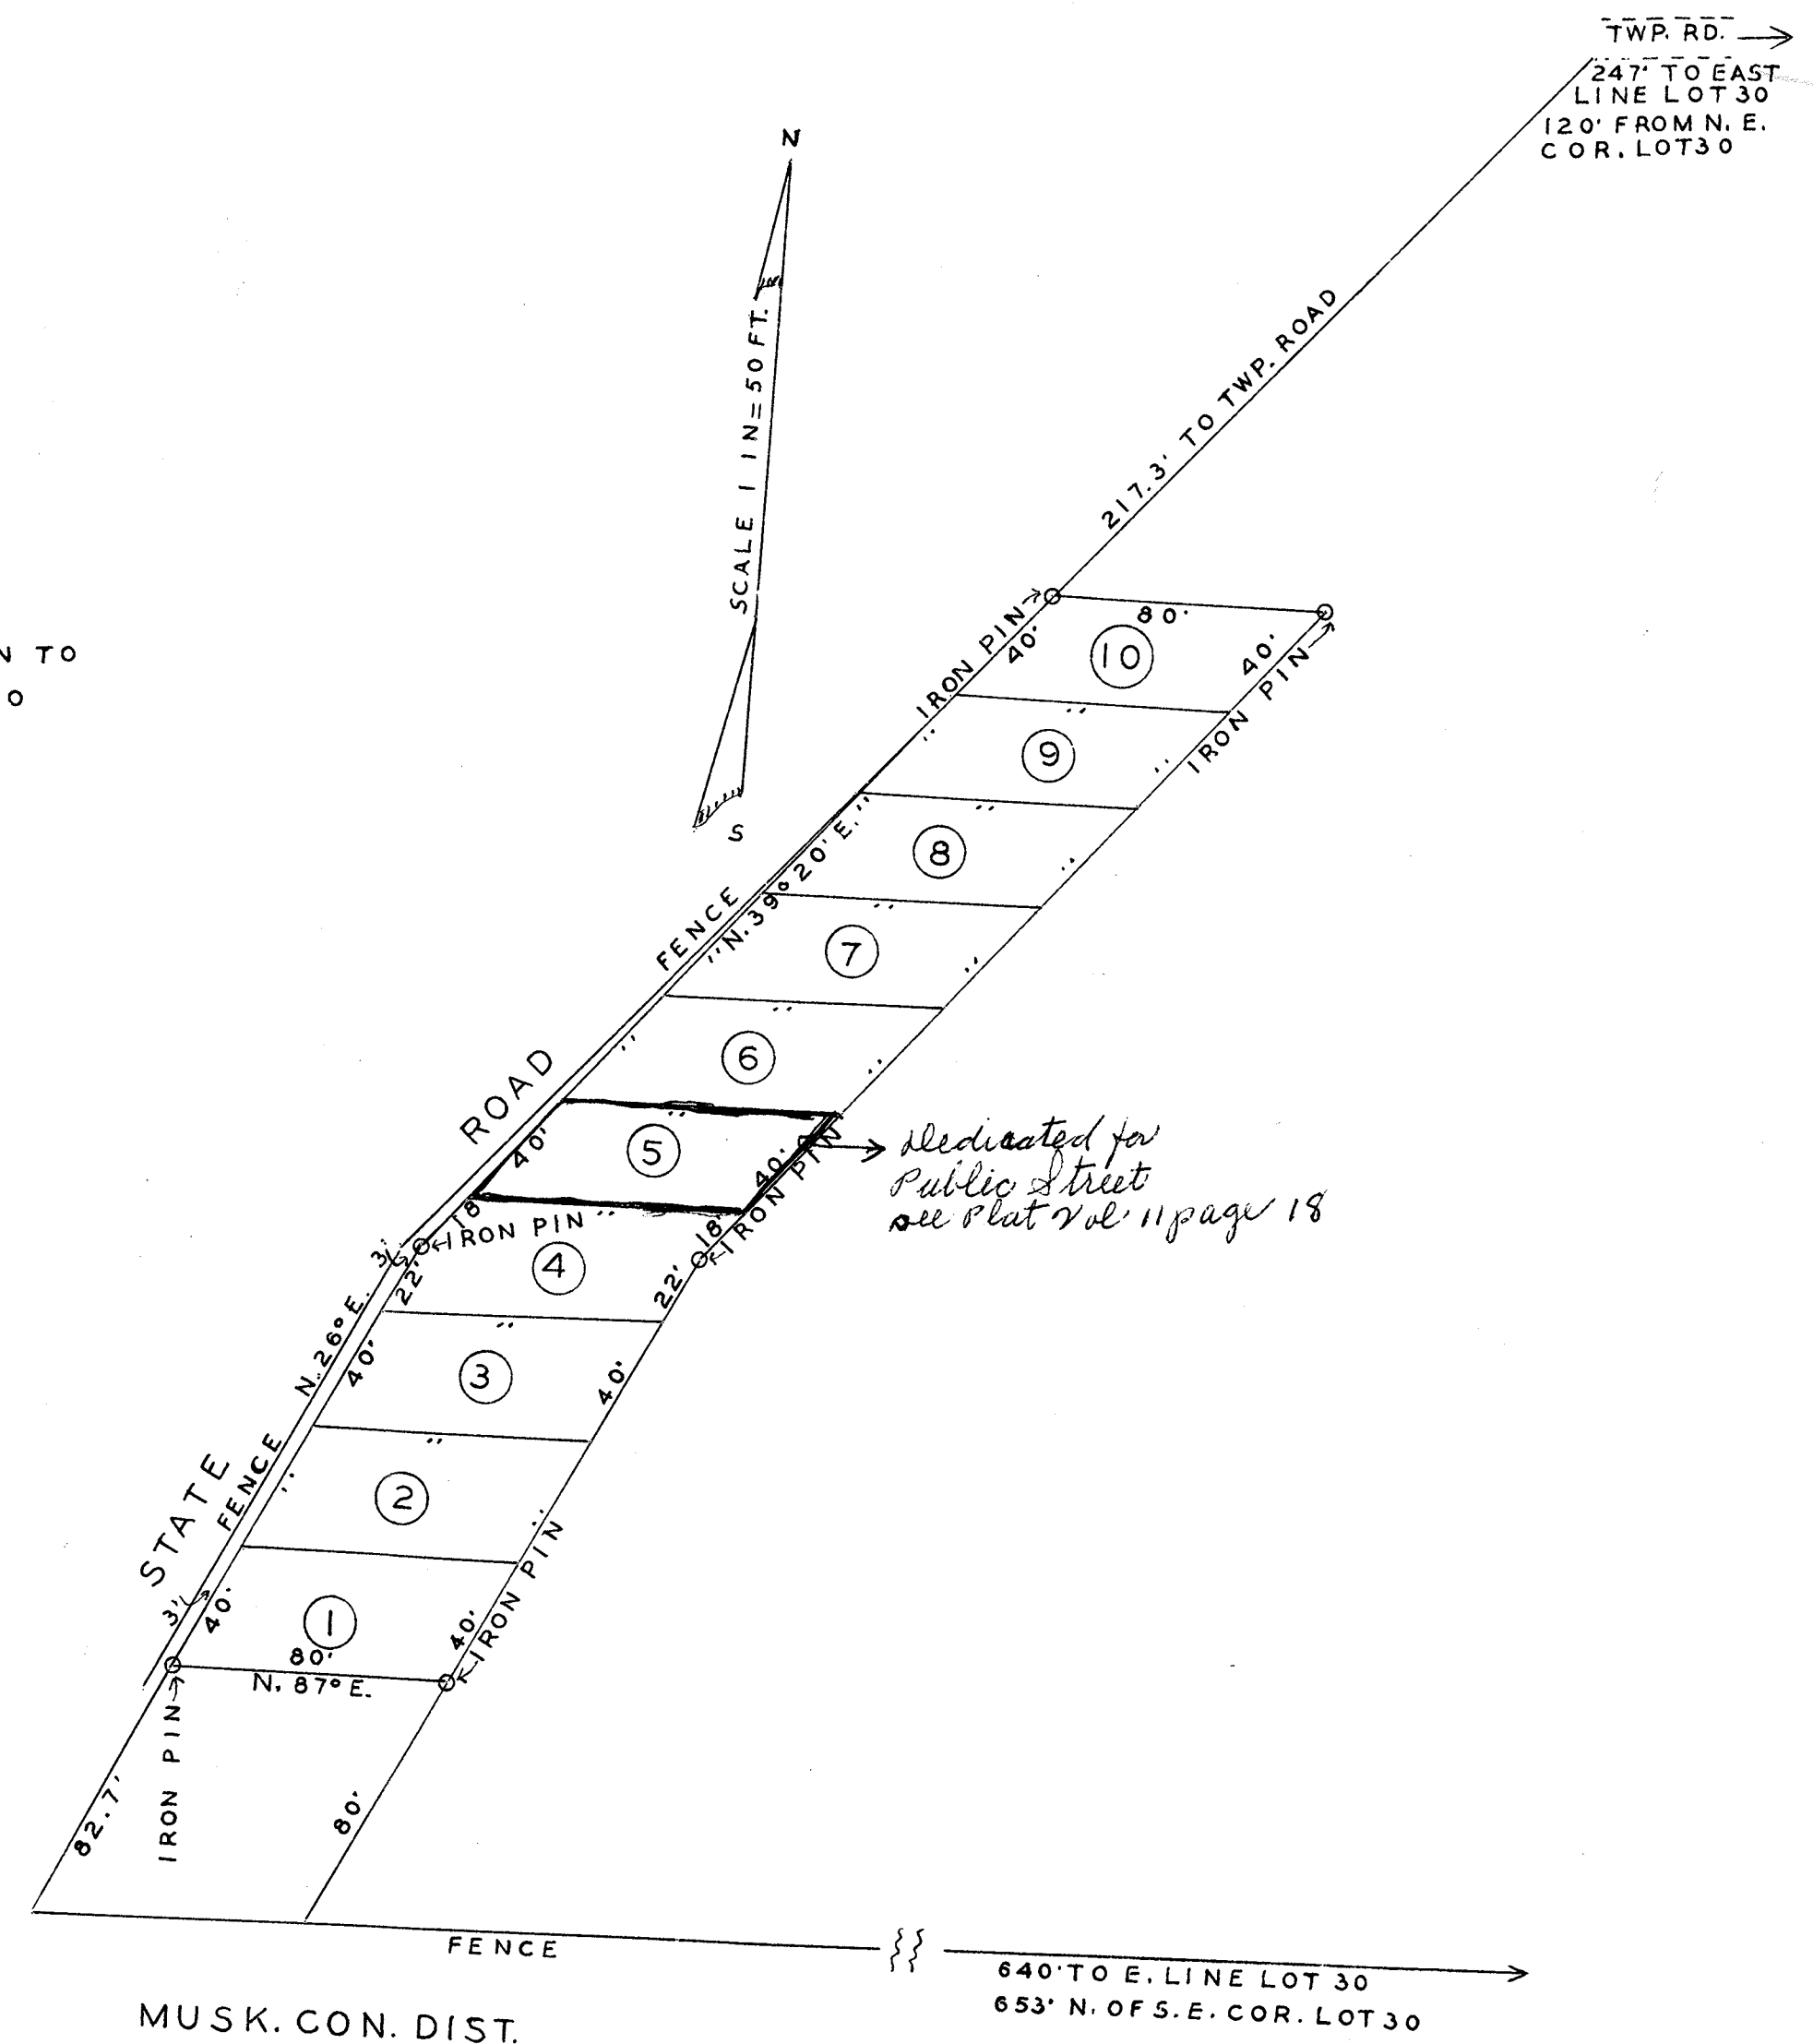 TWP. RD.
247' TO EAST
LINE LOT 30
120' FROM N. E.
COR. LOT 30
N
SCALE 1 IN = 50 FT.
S
N TO
O
217.3' TO TWP. ROAD
IRON PIN
80'
40'
10
40'
IRON PIN
"
"
9
"
"
"
8
"
N. 39° 20' E.
FENCE
"
"
7
"
"
"
6
"
ROAD
40'
"
5
40'
IRON PIN
Dedicated for
Public Street
see Plat Vol. 11 page 18
18'
IRON PIN
"
18'
IRON PIN
3'
22'
4
22'
N. 26° E.
40'
"
3
40'
STATE
FENCE
"
"
2
"
IRON PIN
3'
40'
1
40'
80'
N. 87° E.
IRON PIN
82.7'
80'
FENCE
640' TO E. LINE LOT 30
653' N. OF S. E. COR. LOT 30
MUSK. CON. DIST.